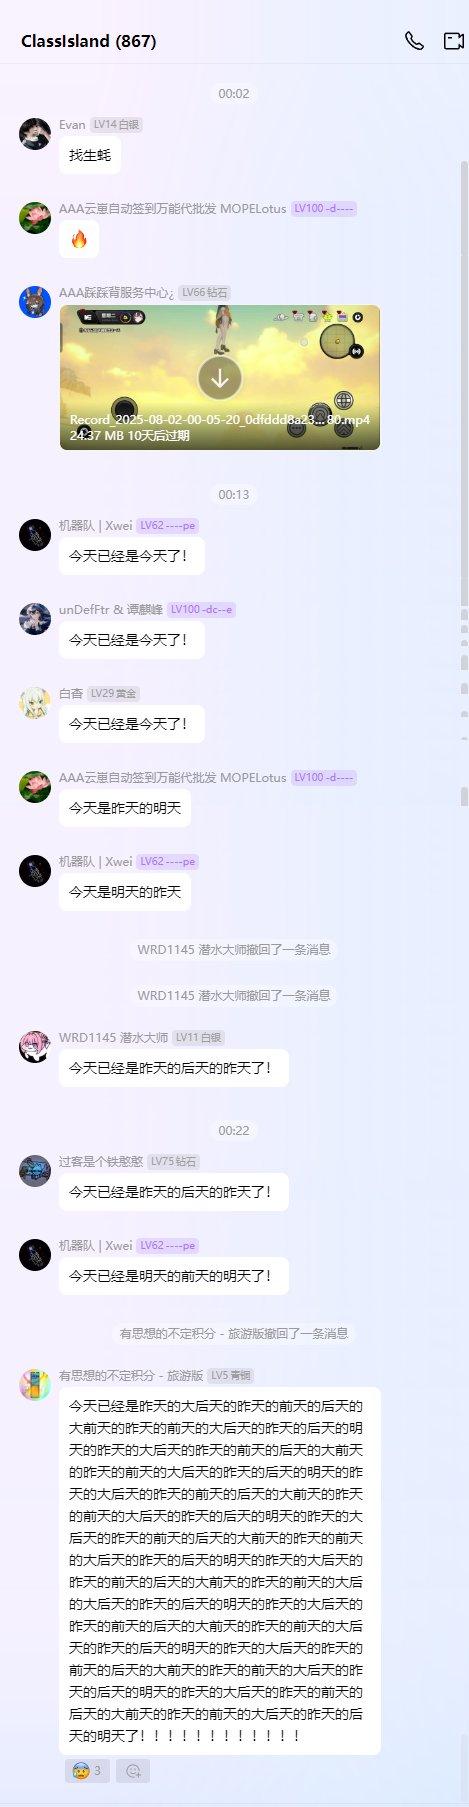 ClassIsland (867)
00:02
Evan LV14 白银
找生蚝
AAA云崽自动签到万能代批发 MOPELotus LV100 -d----
🔥
AAA踩踩背服务中心¿ LV66 钻石
Record_2025-08-02-00-05-20_0dfddd8a23... 80.mp4
24.37 MB 10天后过期
00:13
机器队 | Xwei LV62 ----pe
今天已经是今天了！
unDefFtr & 谭麒峰 LV100 -dc--e
今天已经是今天了！
LV29 黄金
今天已经是今天了！
AAA云崽自动签到万能代批发 MOPELotus LV100 -d----
今天是昨天的明天
机器队 | Xwei LV62 ----pe
今天是明天的昨天
WRD1145 潜水大师撤回了一条消息
WRD1145 潜水大师撤回了一条消息
WRD1145 潜水大师 LV11 白银
今天已经是昨天的后天的昨天了！
00:22
过客是个铁憨憨 LV75 钻石
今天已经是昨天的后天的昨天了！
机器队 | Xwei LV62 ----pe
今天已经是明天的前天的明天了！
有思想的不定积分 - 旅游版撤回了一条消息
有思想的不定积分 - 旅游版 LV5 青铜
今天已经是昨天的大后天的昨天的前天的后天的
大前天的昨天的前天的大后天的昨天的后天的明
天的昨天的大后天的昨天的前天的后天的大前天
的昨天的前天的大后天的昨天的后天的明天的昨
天的大后天的昨天的前天的后天的大前天的昨天
的前天的大后天的昨天的后天的明天的昨天的大
后天的昨天的前天的后天的大前天的昨天的前天
的大后天的昨天的后天的明天的昨天的大后天的
昨天的前天的后天的大前天的昨天的前天的大后
的大后天的昨天的后天的明天的昨天的大后天的
昨天的前天的后天的大前天的昨天的前天的大后
天的昨天的后天的明天的昨天的大后天的昨天的
前天的后天的大前天的昨天的前天的大后天的昨
天的后天的明天的昨天的大后天的昨天的前天的
后天的大前天的昨天的前天的大后天的昨天的后
天的明天了！！！！！！！！！！！！
😰 3